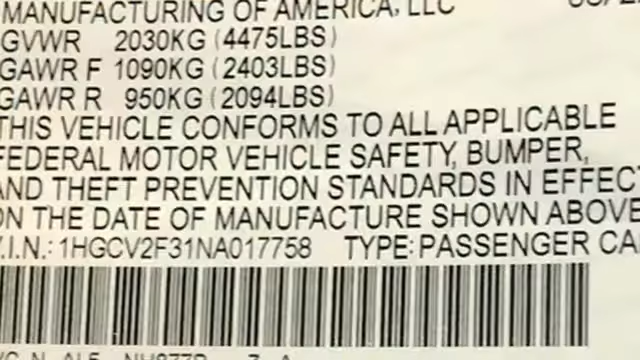 MANUFACTURING OF AMERICA, LLC
GVWR 2030KG (4475LBS)
GAWR F 1090KG (2403LBS)
GAWR R 950KG (2094LBS)
THIS VEHICLE CONFORMS TO ALL APPLICABLE
FEDERAL MOTOR VEHICLE SAFETY, BUMPER,
AND THEFT PREVENTION STANDARDS IN EFFEC
ON THE DATE OF MANUFACTURE SHOWN ABOVE
V.I.N.: 1HGCV2F31NA017758 TYPE: PASSENGER CA